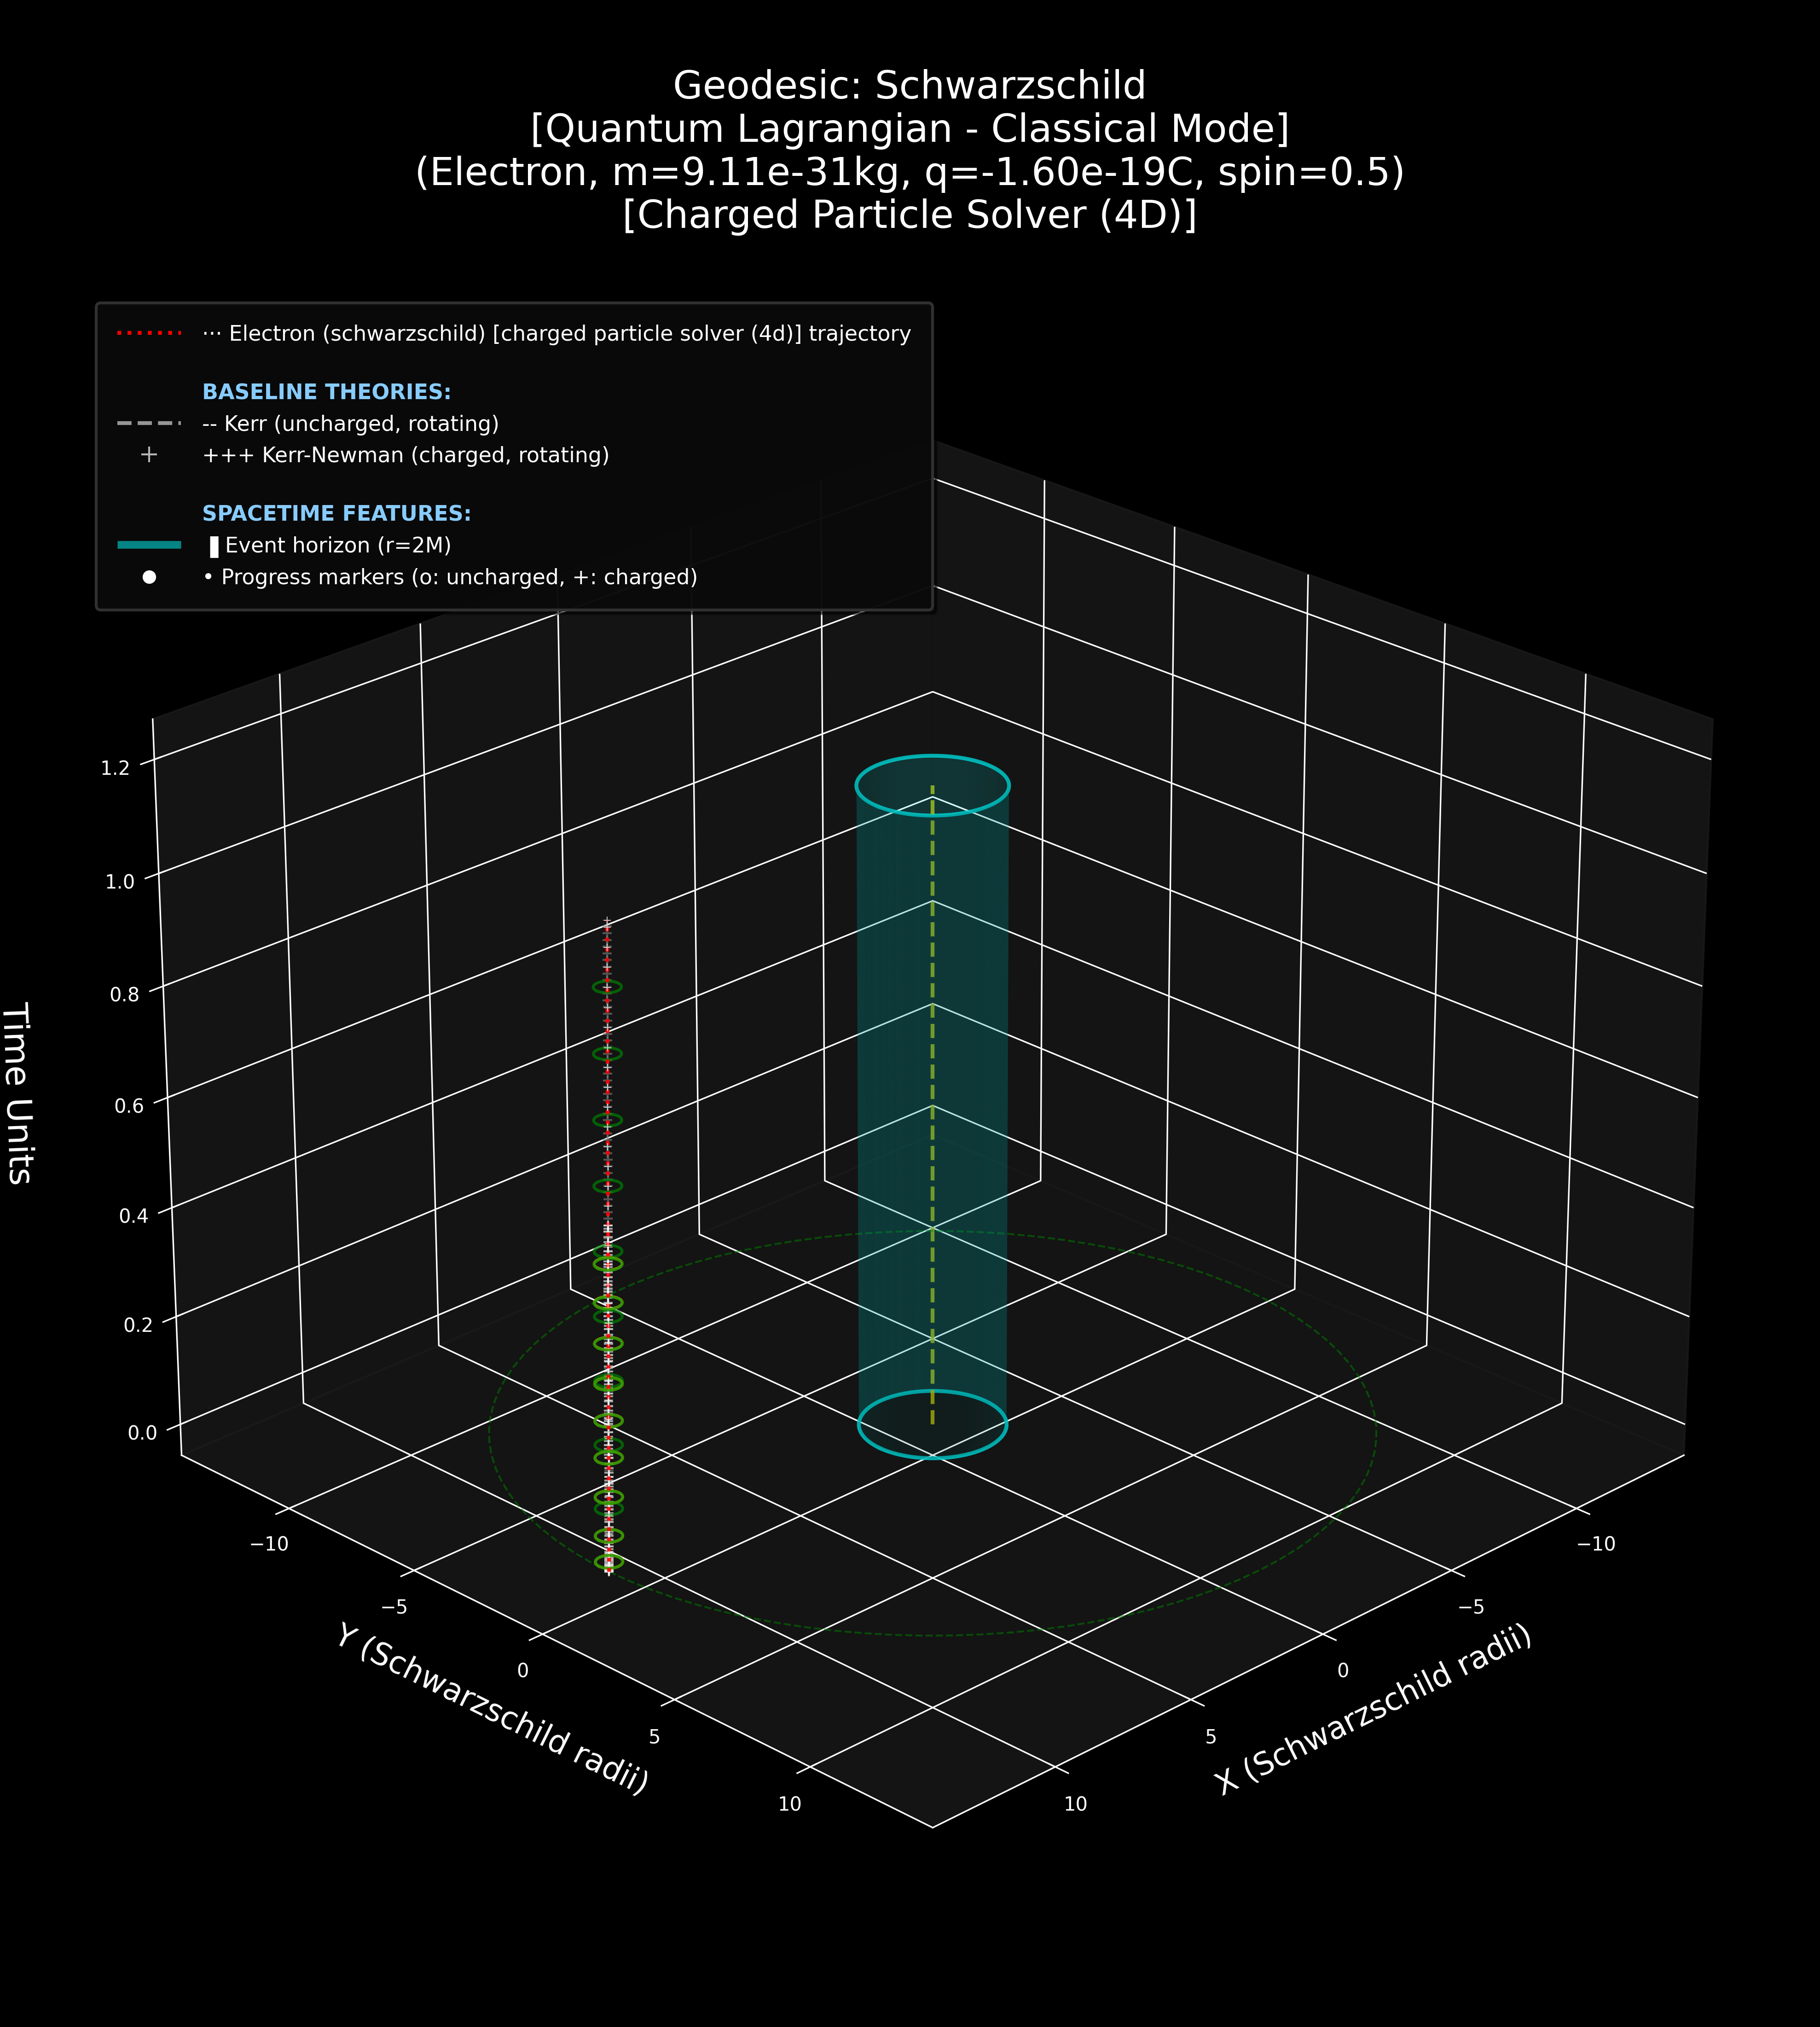 Geodesic: Schwarzschild
[Quantum Lagrangian - Classical Mode]
(Electron, m=9.11e-31kg, q=-1.60e-19C, spin=0.5)
[Charged Particle Solver (4D)]
··· Electron (schwarzschild) [charged particle solver (4d)] trajectory
BASELINE THEORIES:
-- Kerr (uncharged, rotating)
+++ Kerr-Newman (charged, rotating)
SPACETIME FEATURES:
▌Event horizon (r=2M)
• Progress markers (o: uncharged, +: charged)
1.2
1.0
0.8
0.6
0.4
0.2
0.0
Time Units
−10
−5
0
5
10
Y (Schwarzschild radii)
−10
−5
0
5
10
X (Schwarzschild radii)